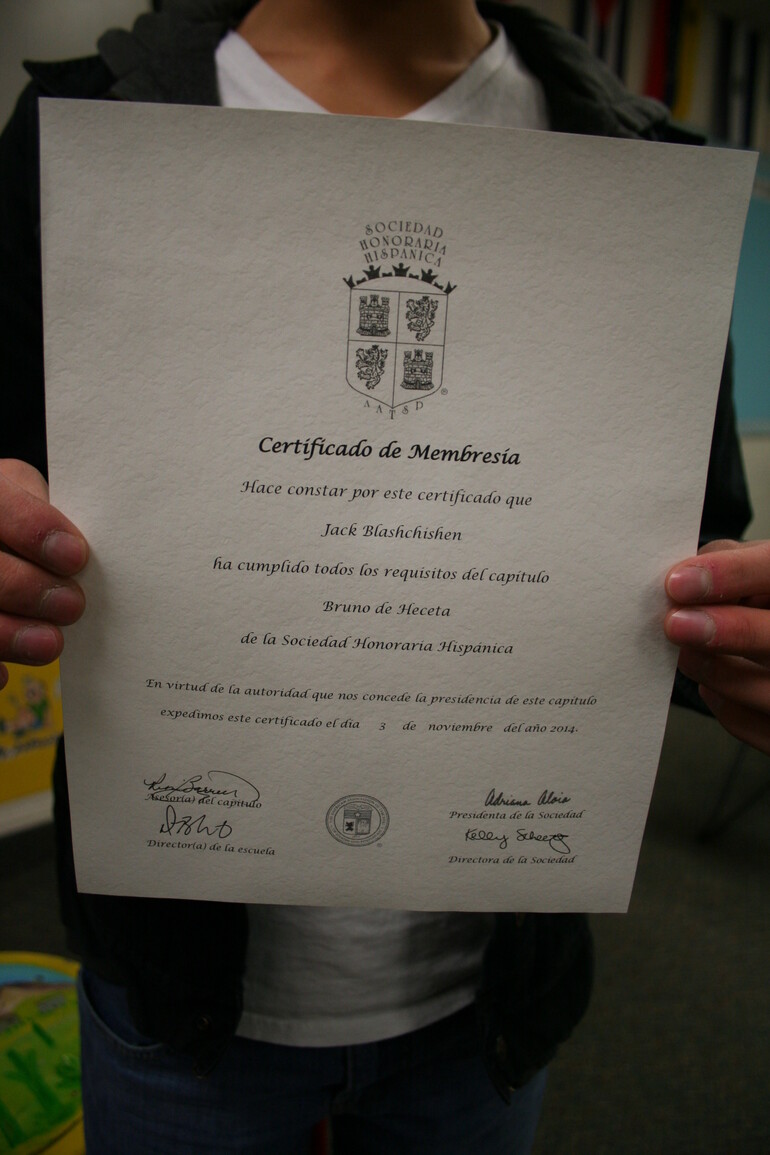 SOCIEDAD
HONORARIA
HISPANICA
AATSD
®
Certificado de Membresía
Hace constar por este certificado que
Jack Blashchishen
ha cumplido todos los requisitos del capítulo
Bruno de Heceta
de la Sociedad Honoraria Hispánica
En virtud de la autoridad que nos concede la presidencia de este capítulo
expedimos este certificado el día 3 de noviembre del año 2014.
Asesor(a) del capítulo
Director(a) de la escuela
Adriana Aloia
Presidenta de la Sociedad
Kelly
Directora de la Sociedad